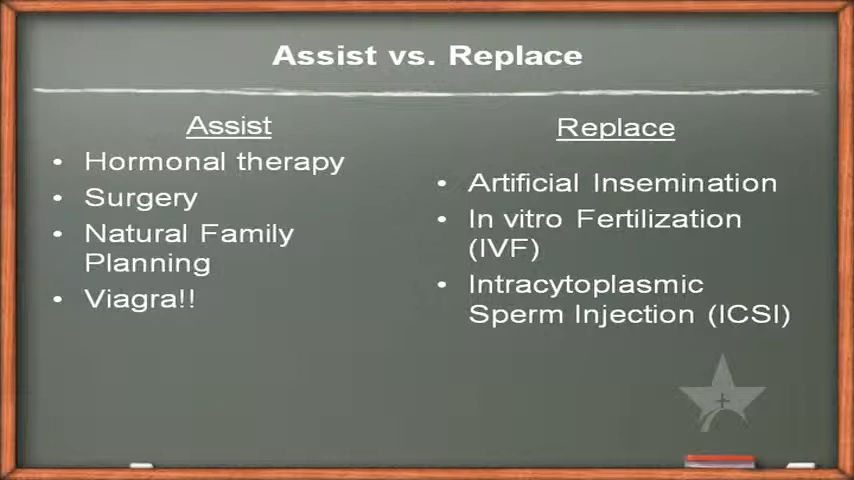 Assist vs. Replace
Assist
• Hormonal therapy
• Surgery
• Natural Family
Planning
• Viagra!!
Replace
• Artificial Insemination
• In vitro Fertilization
(IVF)
• Intracytoplasmic
Sperm Injection (ICSI)